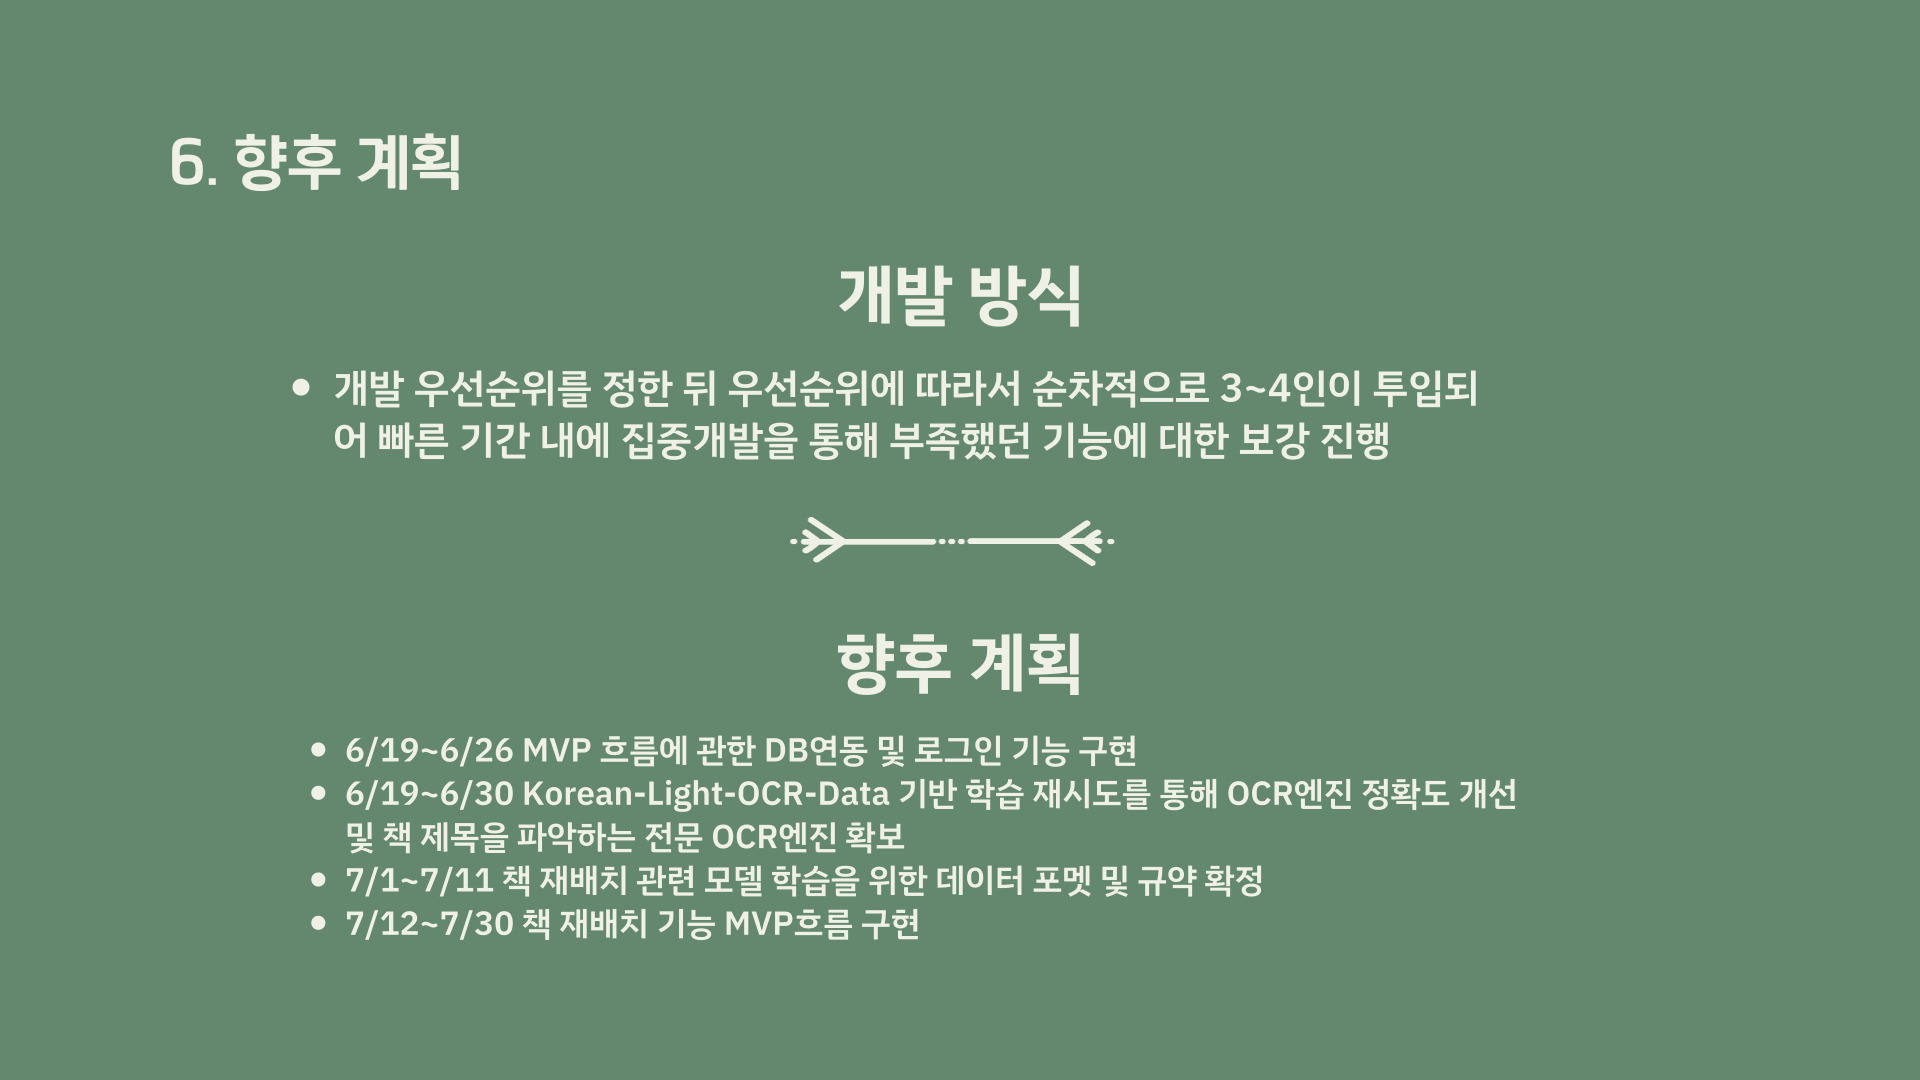 6. 향후 계획
개발 방식
• 개발 우선순위를 정한 뒤 우선순위에 따라서 순차적으로 3~4인이 투입되
어 빠른 기간 내에 집중개발을 통해 부족했던 기능에 대한 보강 진행
향후 계획
• 6/19~6/26 MVP 흐름에 관한 DB연동 및 로그인 기능 구현
• 6/19~6/30 Korean-Light-OCR-Data 기반 학습 재시도를 통해 OCR엔진 정확도 개선
및 책 제목을 파악하는 전문 OCR엔진 확보
• 7/1~7/11 책 재배치 관련 모델 학습을 위한 데이터 포멧 및 규약 확정
• 7/12~7/30 책 재배치 기능 MVP흐름 구현